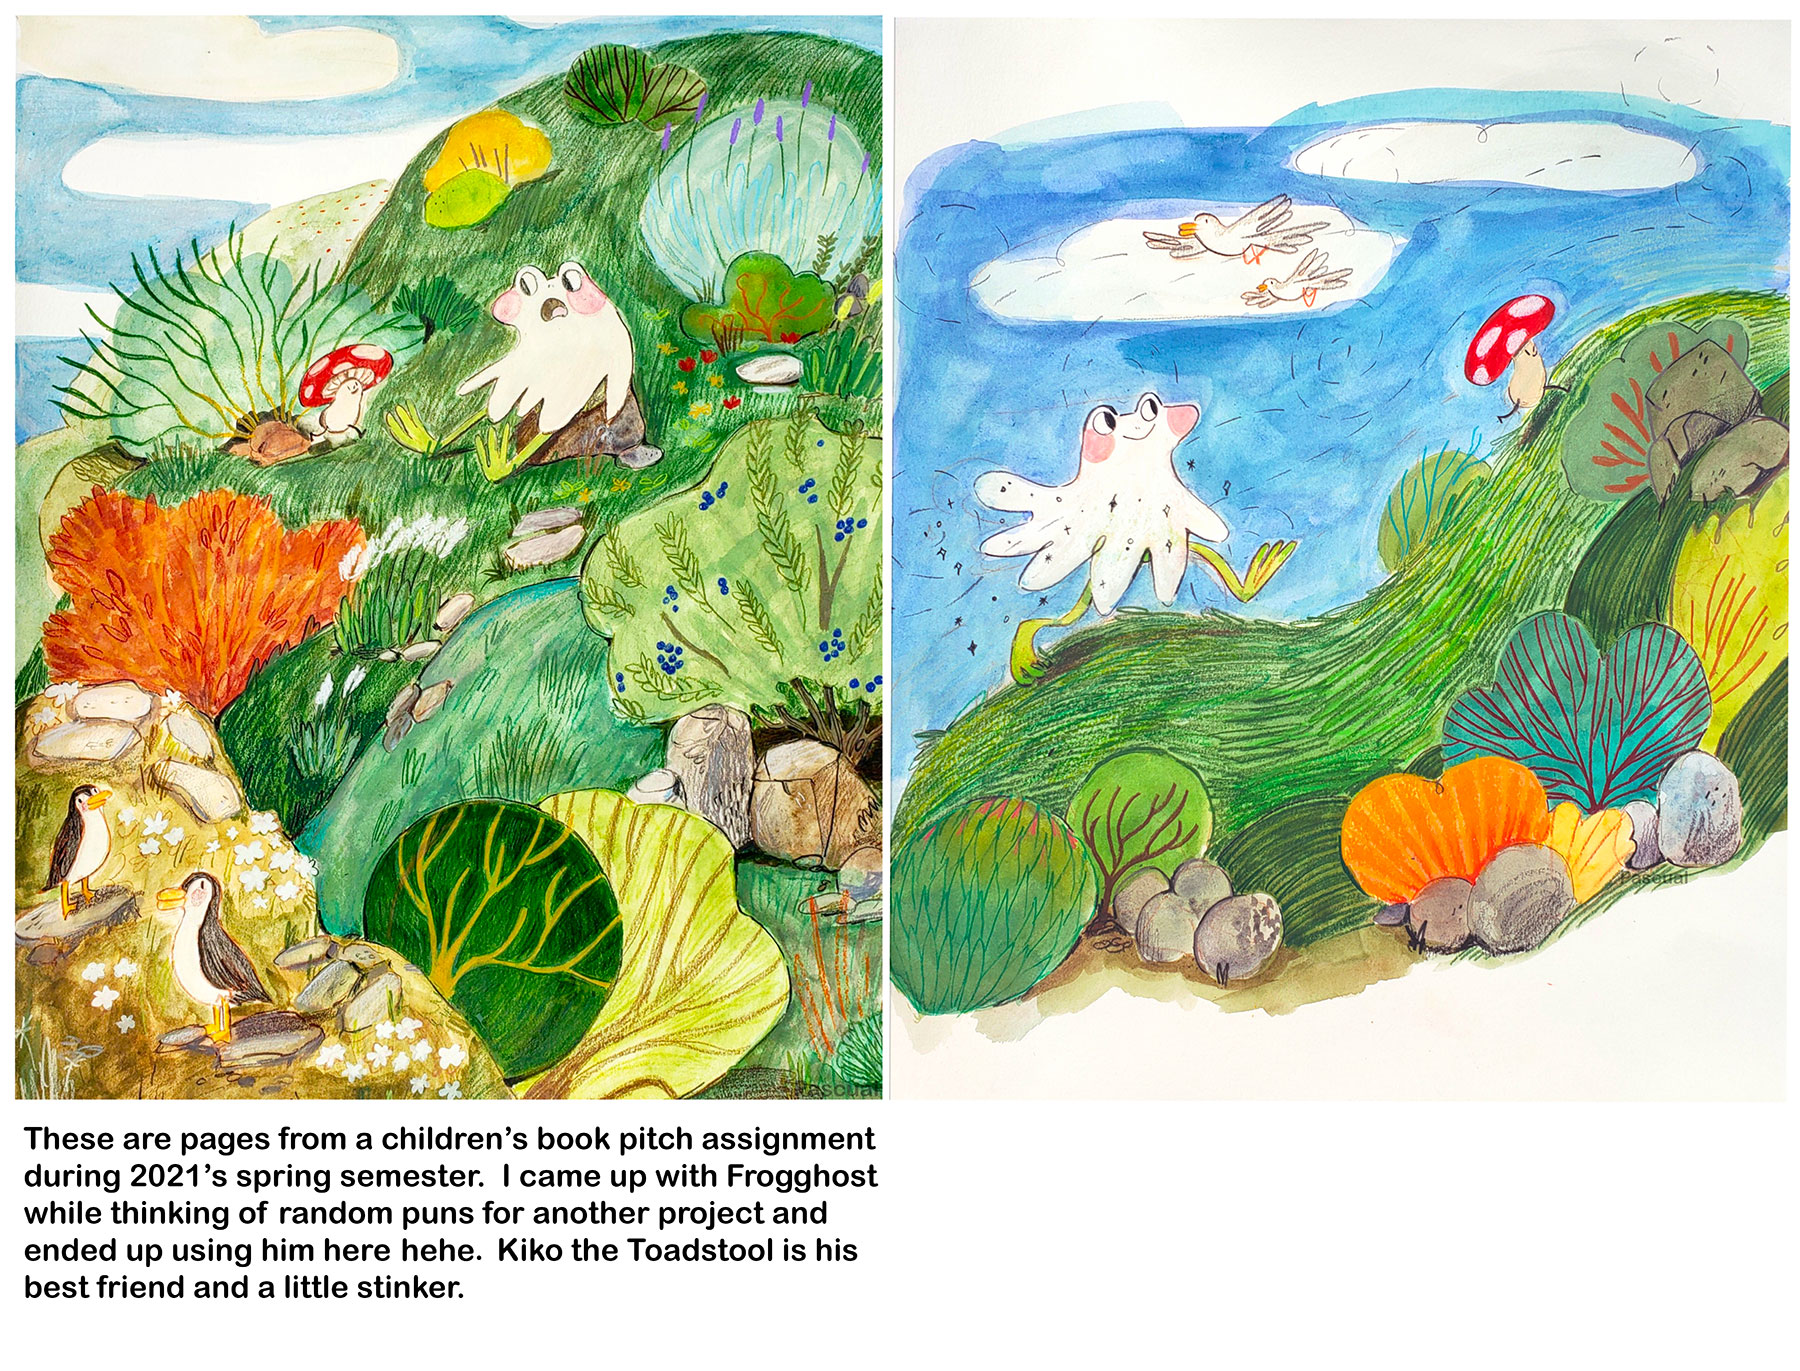 Pascual
Pascual
These are pages from a children's book pitch assignment
during 2021's spring semester.  I came up with Frogghost
while thinking of random puns for another project and
ended up using him here hehe.  Kiko the Toadstool is his
best friend and a little stinker.